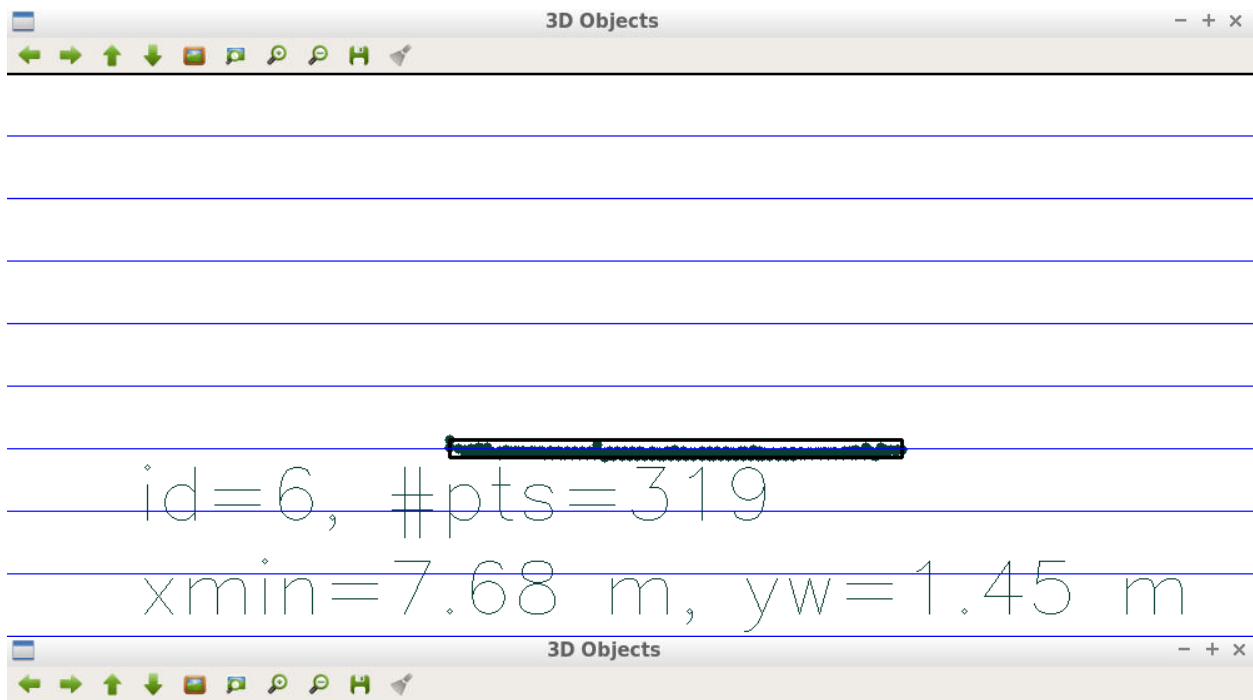 3D Objects
id=6, #pts=319
xmin=7.68 m, yw=1.45 m
3D Objects